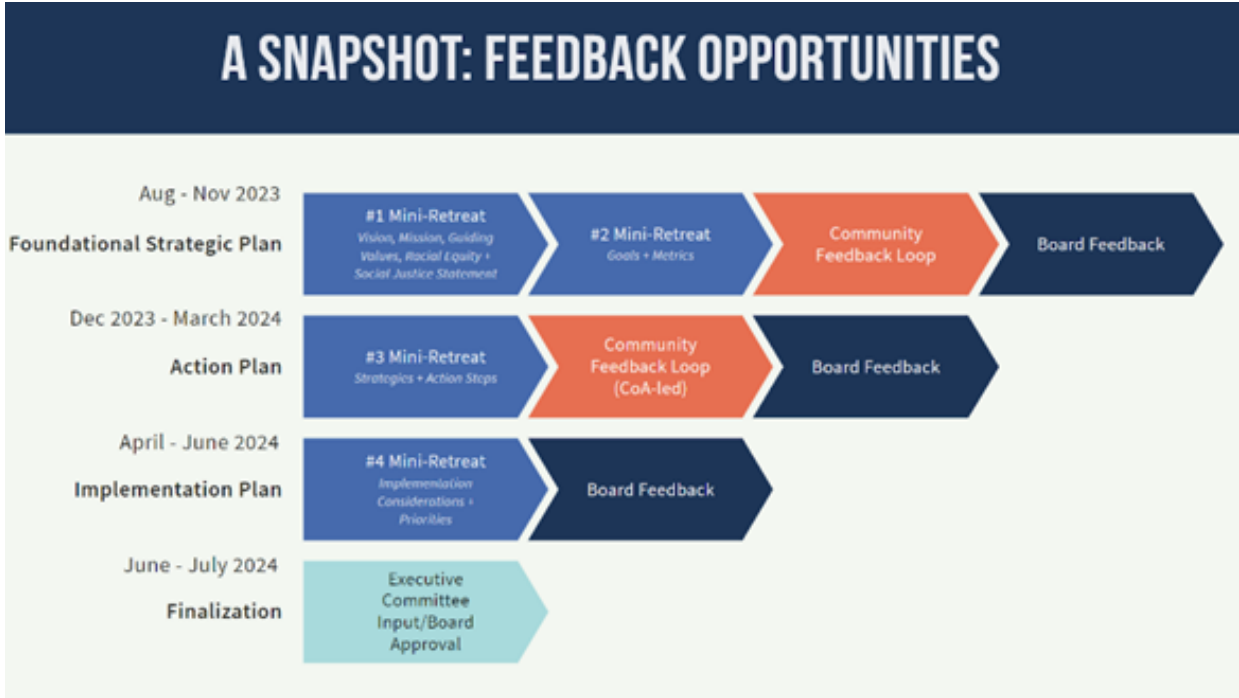 A SNAPSHOT: FEEDBACK OPPORTUNITIES
Aug - Nov 2023
Foundational Strategic Plan
#1 Mini-Retreat
Vision, Mission, Guiding
Values, Racial Equity +
Social Justice Statement
#2 Mini-Retreat
Goals + Metrics
Community
Feedback Loop
Board Feedback
Dec 2023 - March 2024
Action Plan
#3 Mini-Retreat
Strategies + Action Steps
Community
Feedback Loop
(CoA-led)
Board Feedback
April - June 2024
Implementation Plan
#4 Mini-Retreat
Implementation
Considerations +
Priorities
Board Feedback
June - July 2024
Finalization
Executive
Committee
Input/Board
Approval